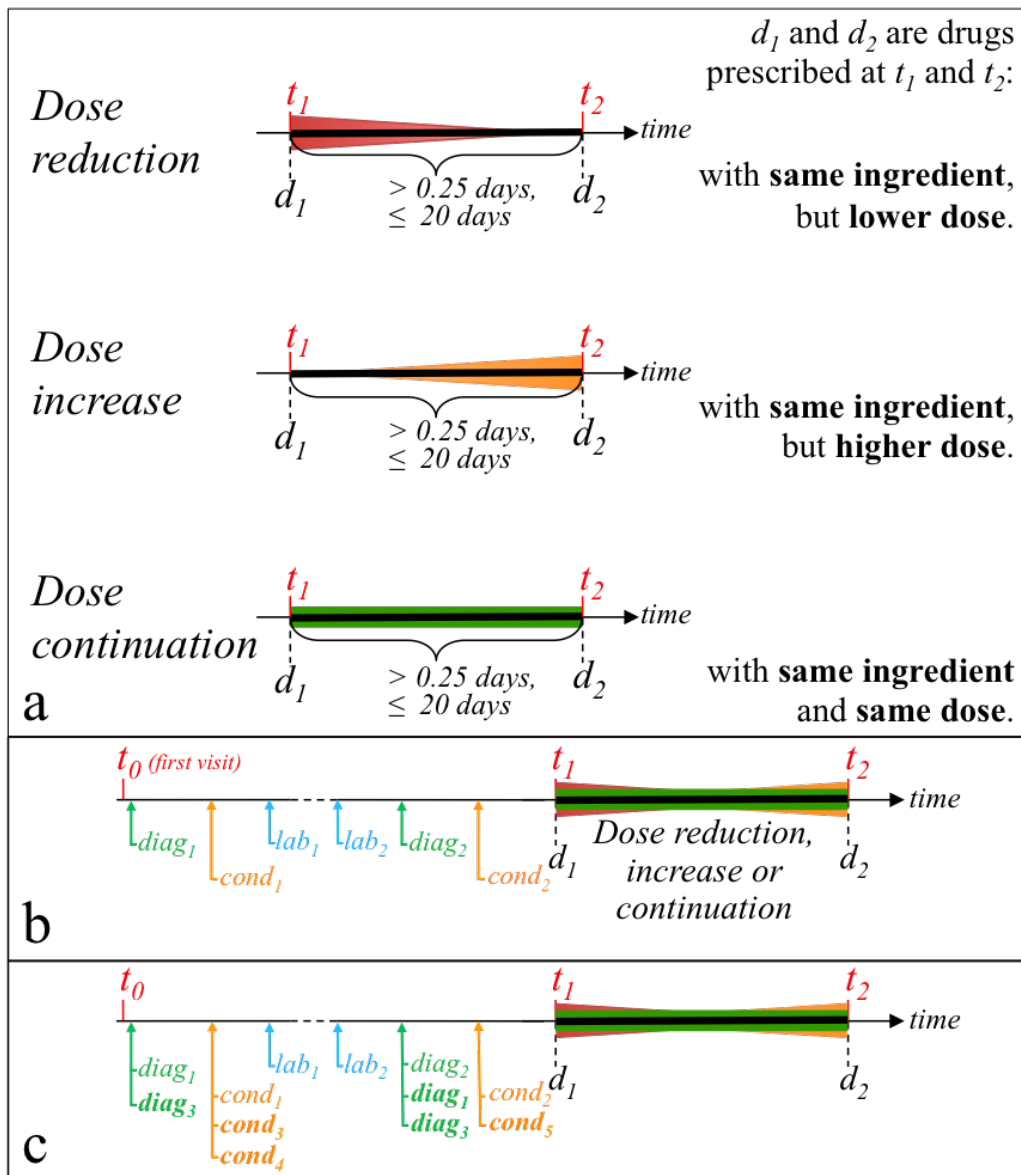 d1 and d2 are drugs
prescribed at t1 and t2:
Dose
reduction
t1
t2
time
d1
> 0.25 days,
≤ 20 days
d2
with same ingredient,
but lower dose.
Dose
increase
t1
t2
time
d1
> 0.25 days,
≤ 20 days
d2
with same ingredient,
but higher dose.
Dose
continuation
t1
t2
time
d1
> 0.25 days,
≤ 20 days
d2
with same ingredient
and same dose.
a
t0 (first visit)
t1
t2
time
diag1
lab1
lab2
diag2
cond1
cond2
d1
Dose reduction,
increase or
continuation
d2
b
t0
t1
t2
time
diag1
diag3
cond1
cond3
cond4
lab1
lab2
diag2
diag1
diag3
cond2
cond5
d1
d2
c